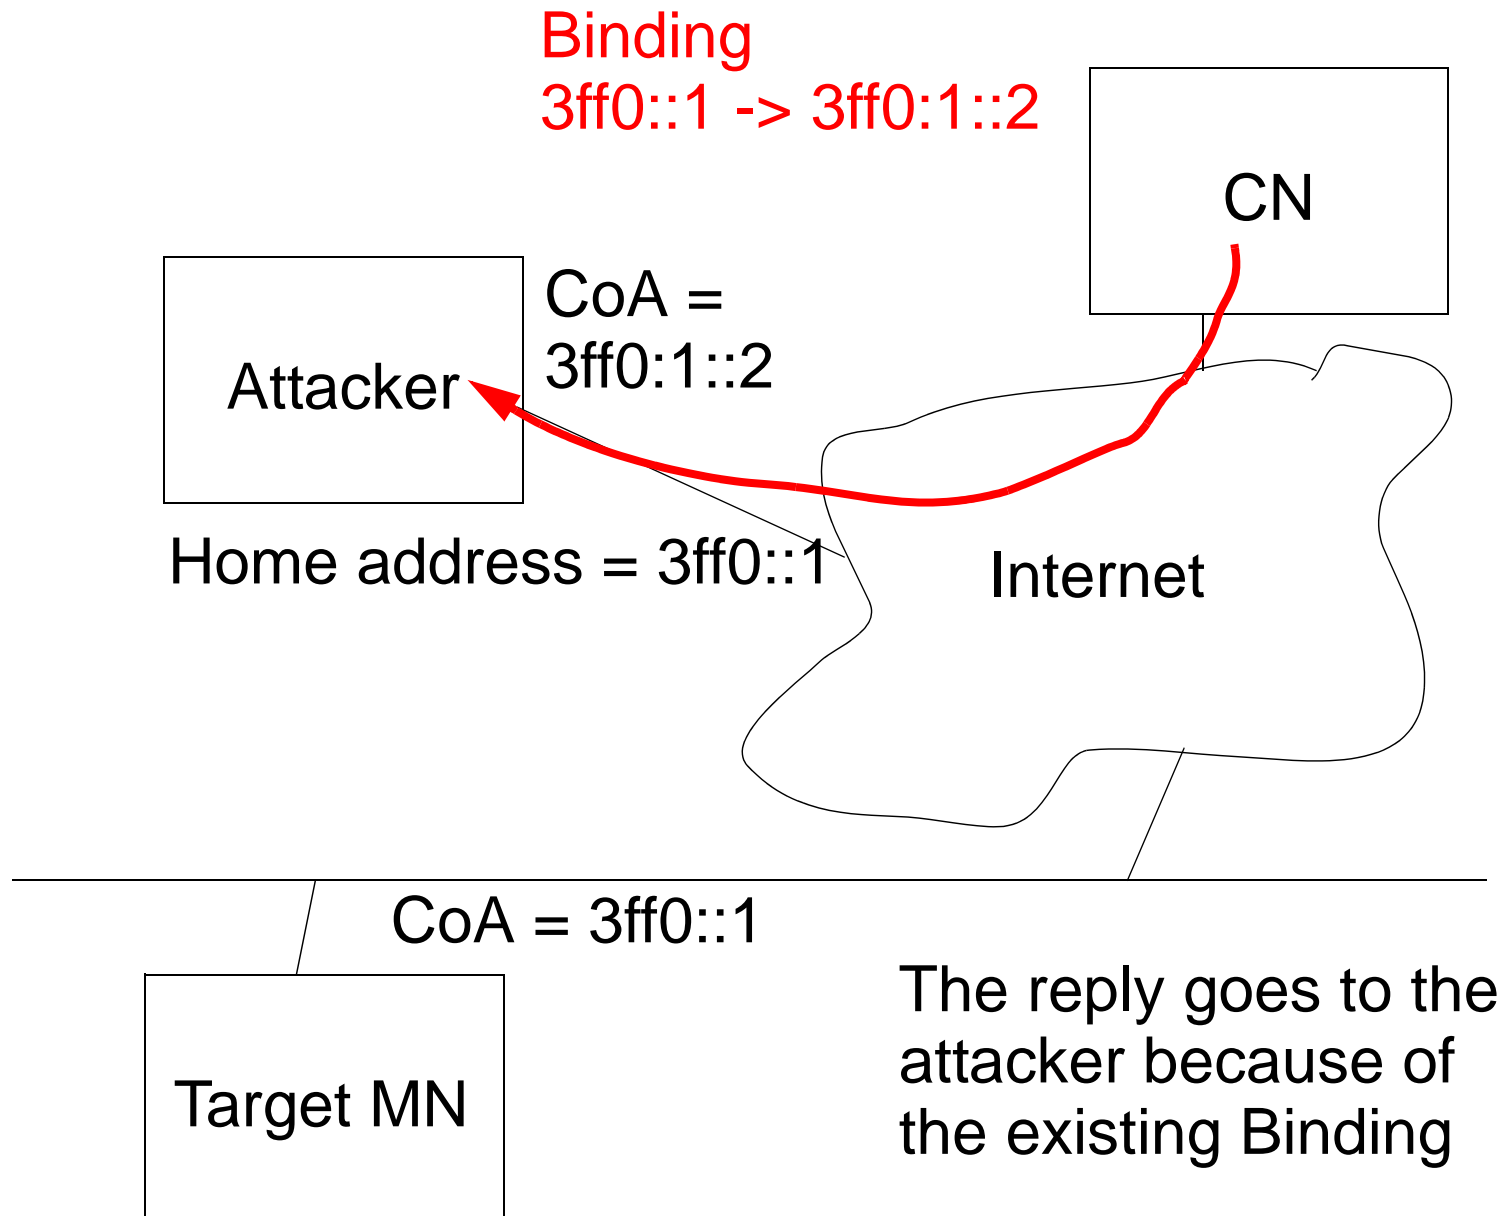 Binding
3ff0::1 -> 3ff0:1::2
CN
CoA =
3ff0:1::2
Attacker
Home address = 3ff0::1
Internet
CoA = 3ff0::1
The reply goes to the
attacker because of
the existing Binding
Target MN